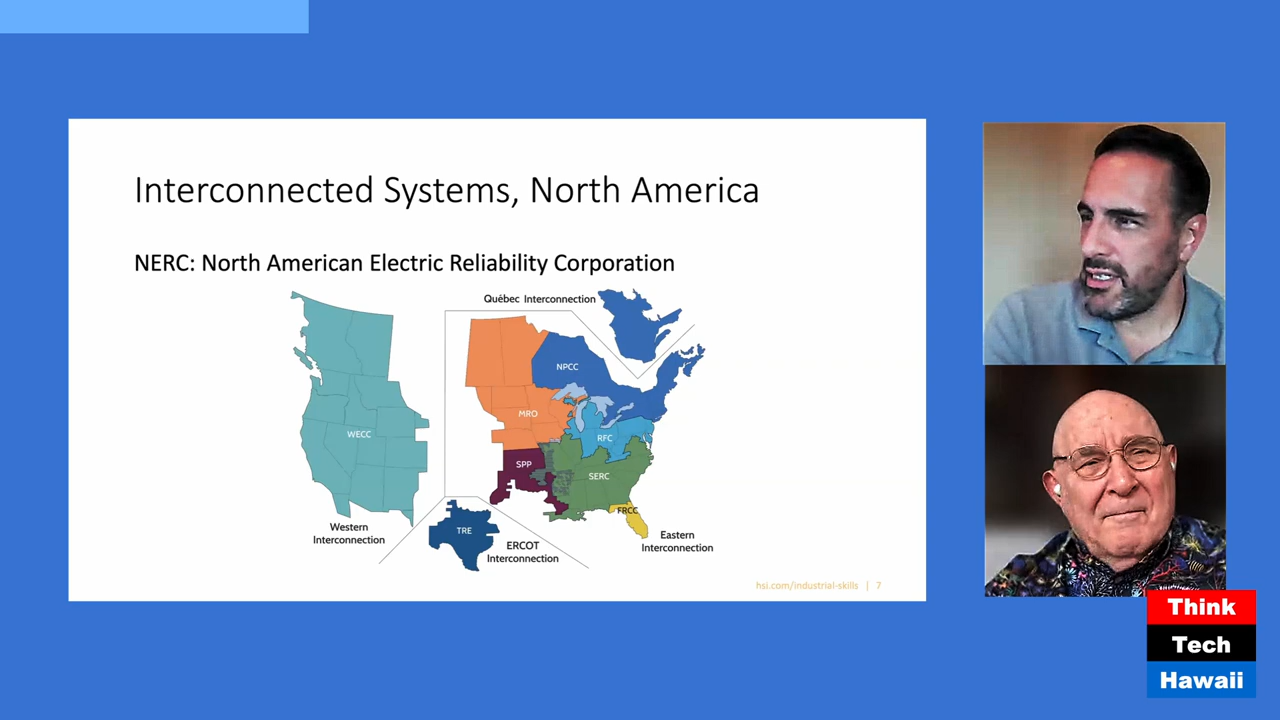 Interconnected Systems, North America
NERC: North American Electric Reliability Corporation
Québec Interconnection
NPCC
MRO
WECC
RFC
SPP
SERC
FRCC
Western
Interconnection
TRE
ERCOT
Interconnection
Eastern
Interconnection
hsi.com/industrial-skills | 7
Think
Tech
Hawaii